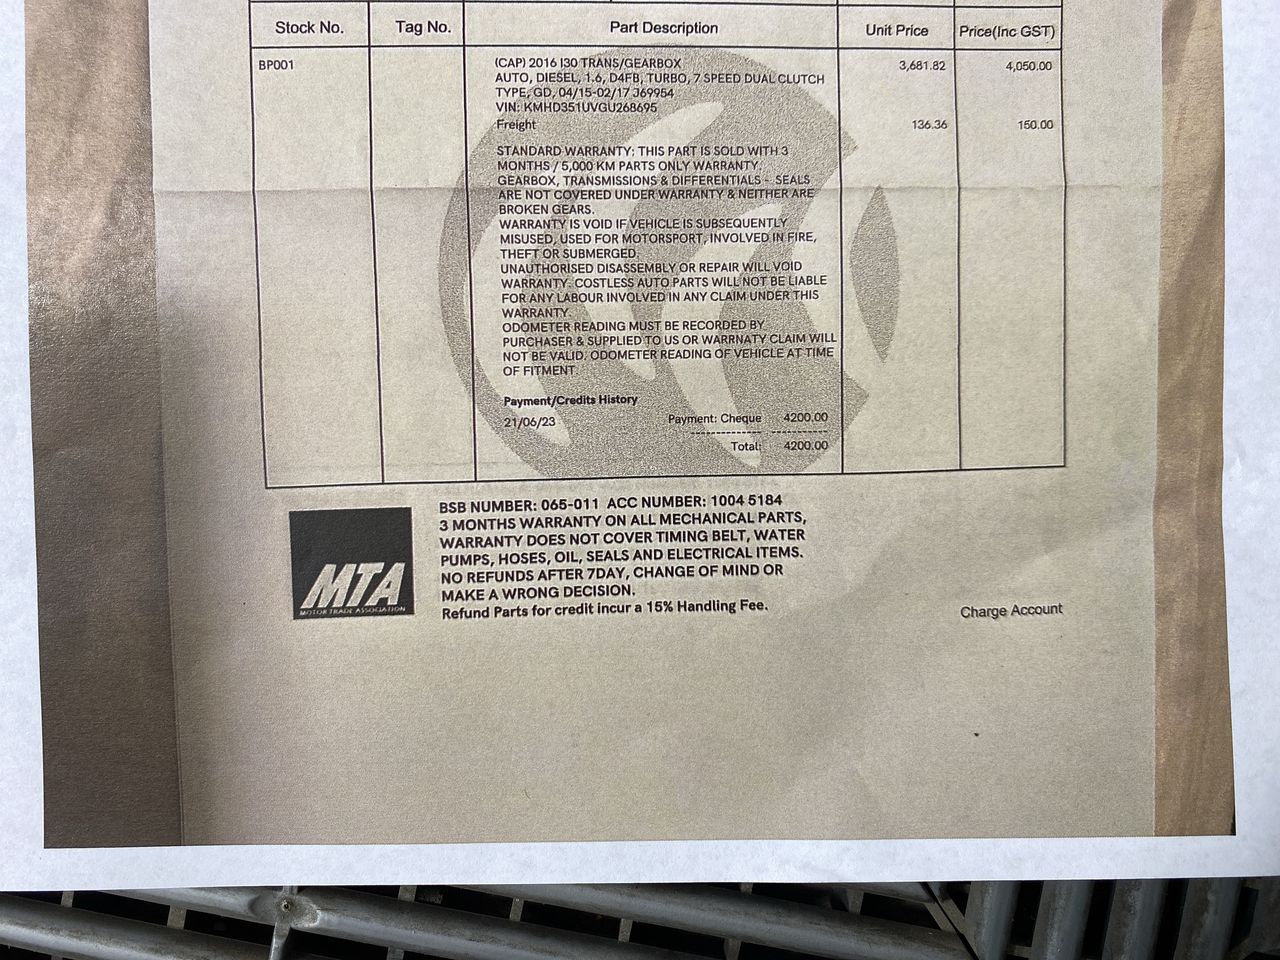 Stock No. Tag No. Part Description Unit Price Price(Inc GST)
BP001 (CAP) 2016 I30 TRANS/GEARBOX 3,681.82 4,050.00
AUTO, DIESEL, 1.6, D4FB, TURBO, 7 SPEED DUAL CLUTCH
TYPE, GD, 04/15-02/17 J69954
VIN: KMHD351UVGU268695
Freight 136.36 150.00
STANDARD WARRANTY: THIS PART IS SOLD WITH 3
MONTHS / 5,000 KM PARTS ONLY WARRANTY.
GEARBOX, TRANSMISSIONS & DIFFERENTIALS - SEALS
ARE NOT COVERED UNDER WARRANTY & NEITHER ARE
BROKEN GEARS.
WARRANTY IS VOID IF VEHICLE IS SUBSEQUENTLY
MISUSED, USED FOR MOTORSPORT, INVOLVED IN FIRE,
THEFT OR SUBMERGED.
UNAUTHORISED DISASSEMBLY OR REPAIR WILL VOID
WARRANTY. COSTLESS AUTO PARTS WILL NOT BE LIABLE
FOR ANY LABOUR INVOLVED IN ANY CLAIM UNDER THIS
WARRANTY.
ODOMETER READING MUST BE RECORDED BY
PURCHASER & SUPPLIED TO US OR WARRNATY CLAIM WILL
NOT BE VALID. ODOMETER READING OF VEHICLE AT TIME
OF FITMENT.
Payment/Credits History
21/06/23 Payment: Cheque 4200.00
Total: 4200.00
BSB NUMBER: 065-011 ACC NUMBER: 1004 5184
3 MONTHS WARRANTY ON ALL MECHANICAL PARTS,
WARRANTY DOES NOT COVER TIMING BELT, WATER
PUMPS, HOSES, OIL, SEALS AND ELECTRICAL ITEMS.
NO REFUNDS AFTER 7DAY, CHANGE OF MIND OR
MAKE A WRONG DECISION.
Refund Parts for credit incur a 15% Handling Fee.
MTA
MOTOR TRADE ASSOCIATION
Charge Account